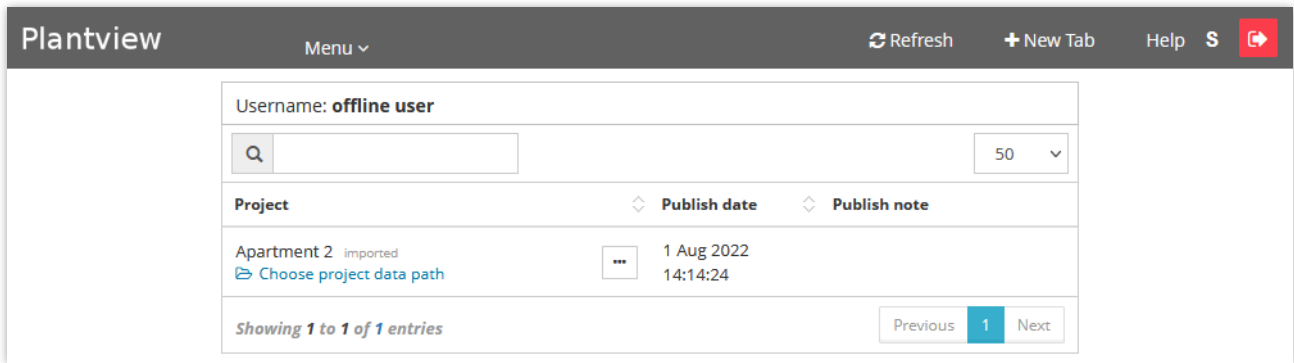 Plantview Menu Refresh New Tab Help S
Username: offline user
50
Project Publish date Publish note
Apartment 2 imported ... 1 Aug 2022
Choose project data path 14:14:24
Showing 1 to 1 of 1 entries Previous 1 Next